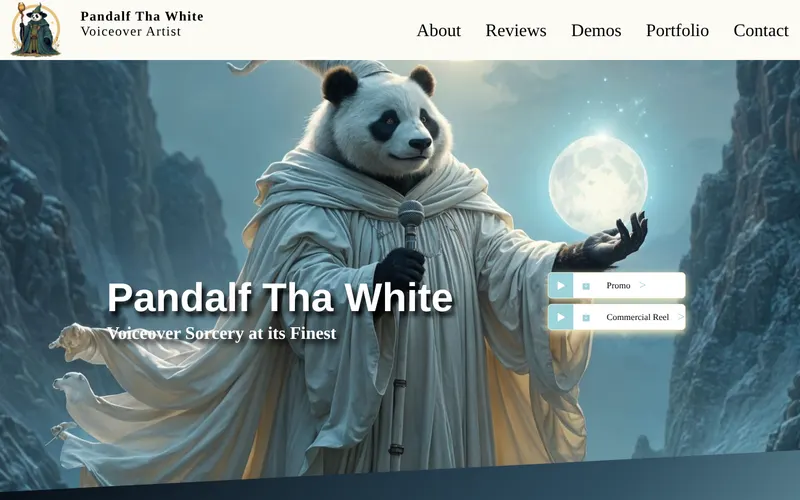 Pandalf Tha White
Voiceover Artist
About Reviews Demos Portfolio Contact
Pandalf Tha White
Voiceover Sorcery at its Finest
Promo >
Commercial Reel >